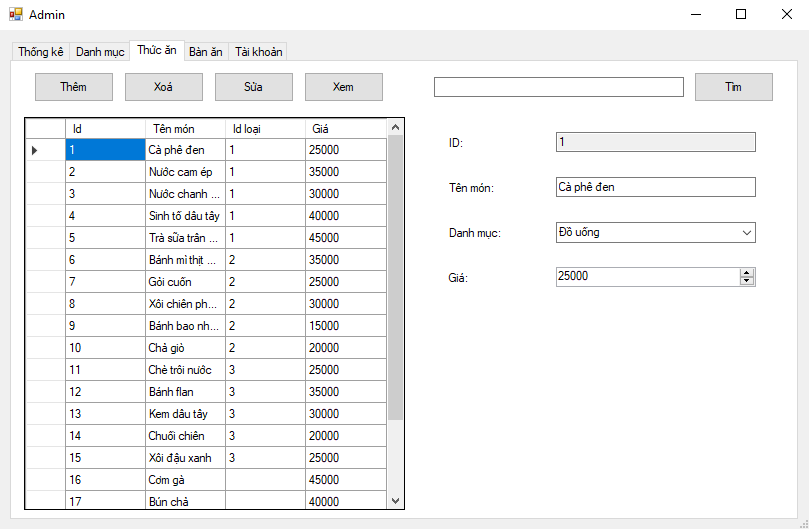 Admin
Thống kê Danh mục Thức ăn Bàn ăn Tài khoản
Thêm Xoá Sửa Xem Tìm
Id Tên món Id loại Giá
1 Cà phê đen 1 25000
2 Nước cam ép 1 35000
3 Nước chanh ... 1 30000
4 Sinh tố dâu tây 1 40000
5 Trà sữa trân ... 1 45000
6 Bánh mì thịt ... 2 35000
7 Gỏi cuốn 2 25000
8 Xôi chiên ph... 2 30000
9 Bánh bao nh... 2 15000
10 Chả giò 2 20000
11 Chè trôi nước 3 25000
12 Bánh flan 3 35000
13 Kem dâu tây 3 30000
14 Chuối chiên 3 20000
15 Xôi đậu xanh 3 25000
16 Cơm gà 45000
17 Bún chả 40000
ID: 1
Tên món: Cà phê đen
Danh mục: Đồ uống
Giá: 25000